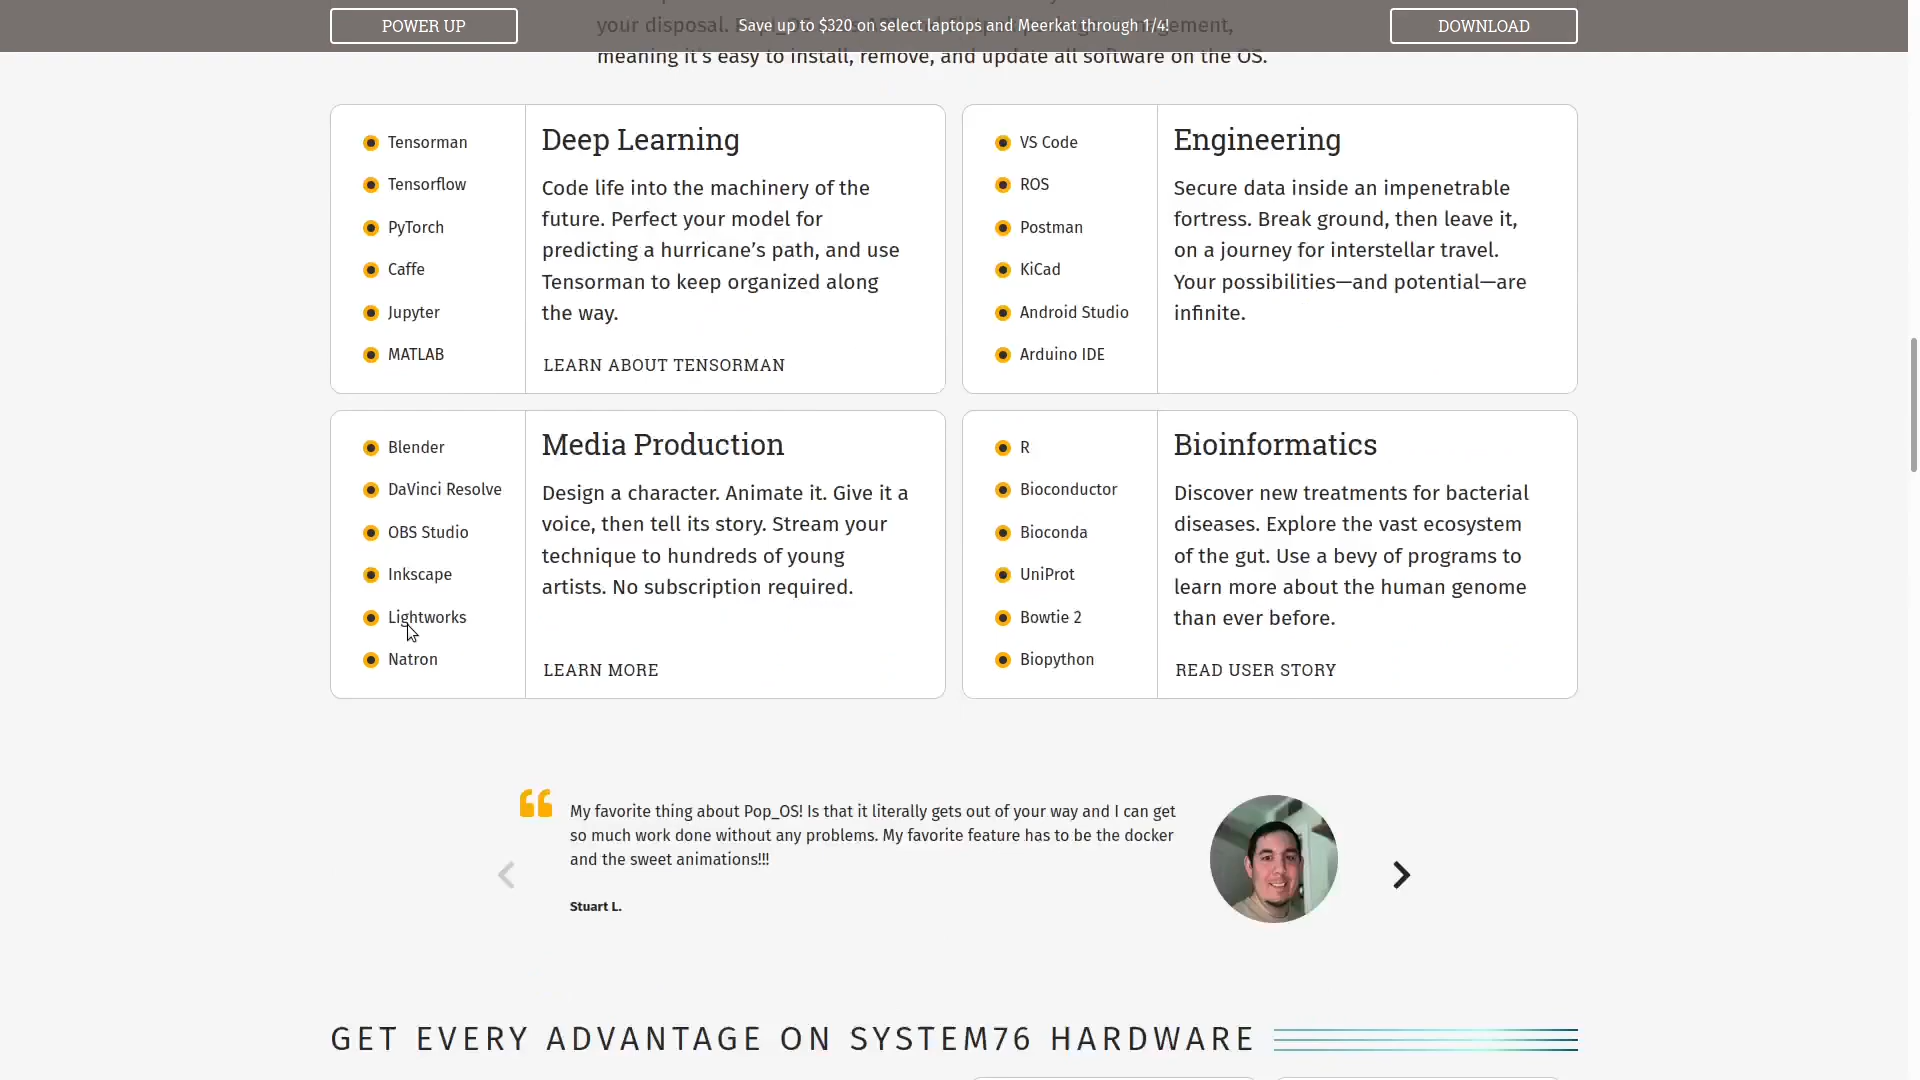 POWER UP
Save up to $320 on select laptops and Meerkat through 1/4!
DOWNLOAD
your disposal.
meaning it's easy to install, remove, and update all software on the OS.
Tensorman
Tensorflow
PyTorch
Caffe
Jupyter
MATLAB
Deep Learning
Code life into the machinery of the
future. Perfect your model for
predicting a hurricane’s path, and use
Tensorman to keep organized along
the way.
LEARN ABOUT TENSORMAN
VS Code
ROS
Postman
KiCad
Android Studio
Arduino IDE
Engineering
Secure data inside an impenetrable
fortress. Break ground, then leave it,
on a journey for interstellar travel.
Your possibilities—and potential—are
infinite.
Blender
DaVinci Resolve
OBS Studio
Inkscape
Lightworks
Natron
Media Production
Design a character. Animate it. Give it a
voice, then tell its story. Stream your
technique to hundreds of young
artists. No subscription required.
LEARN MORE
R
Bioconductor
Bioconda
UniProt
Bowtie 2
Biopython
Bioinformatics
Discover new treatments for bacterial
diseases. Explore the vast ecosystem
of the gut. Use a bevy of programs to
learn more about the human genome
than ever before.
READ USER STORY
My favorite thing about Pop_OS! Is that it literally gets out of your way and I can get
so much work done without any problems. My favorite feature has to be the docker
and the sweet animations!!!
Stuart L.
GET EVERY ADVANTAGE ON SYSTEM76 HARDWARE